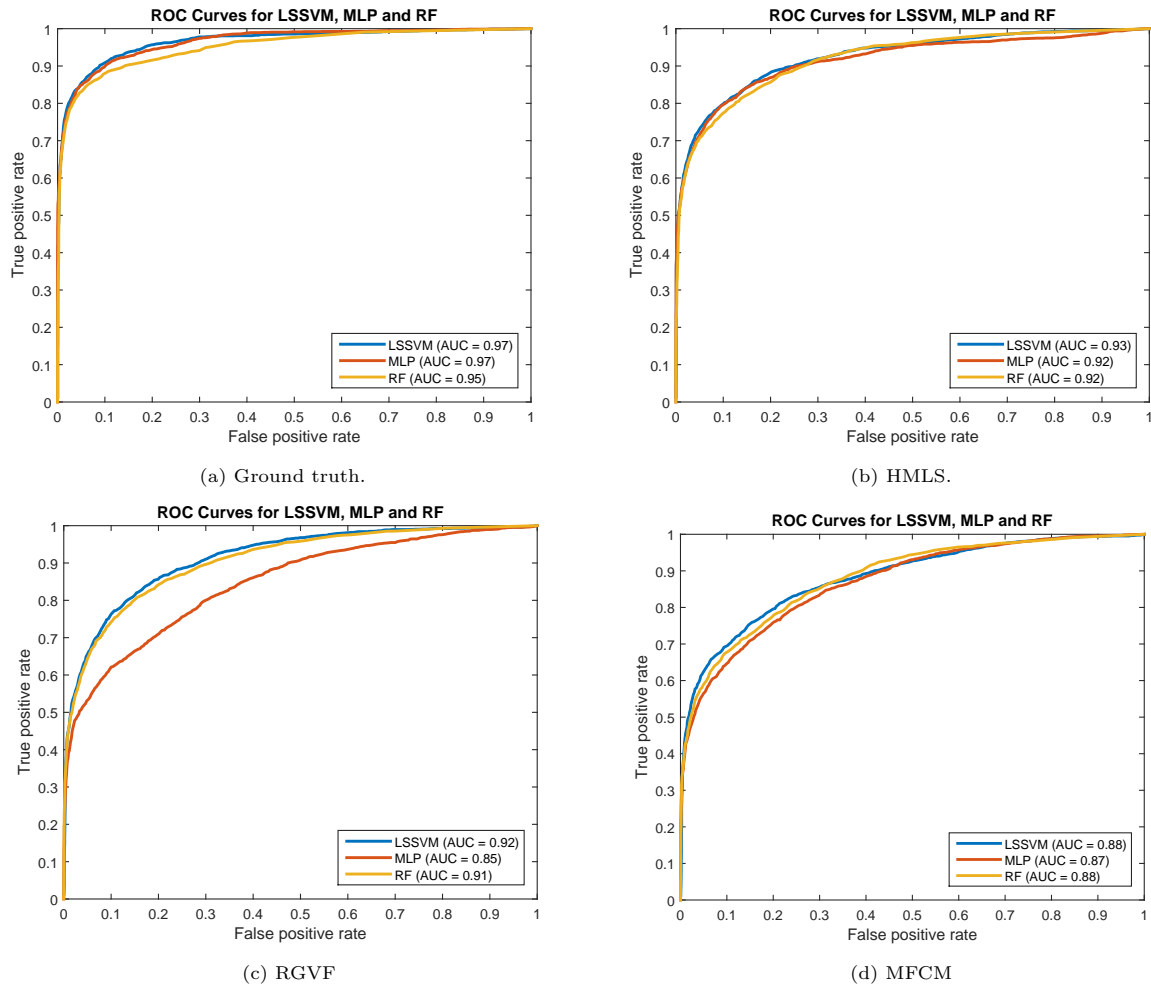 ROC Curves for LSSVM, MLP and RF
1
0.9
0.8
0.7
0.6
0.5
0.4
0.3
0.2
0.1
0
True positive rate
LSSVM (AUC = 0.97)
MLP (AUC = 0.97)
RF (AUC = 0.95)
0 0.1 0.2 0.3 0.4 0.5 0.6 0.7 0.8 0.9 1
False positive rate
(a) Ground truth.
ROC Curves for LSSVM, MLP and RF
1
0.9
0.8
0.7
0.6
0.5
0.4
0.3
0.2
0.1
0
True positive rate
LSSVM (AUC = 0.93)
MLP (AUC = 0.92)
RF (AUC = 0.92)
0 0.1 0.2 0.3 0.4 0.5 0.6 0.7 0.8 0.9 1
False positive rate
(b) HMLS.
ROC Curves for LSSVM, MLP and RF
1
0.9
0.8
0.7
0.6
0.5
0.4
0.3
0.2
0.1
0
True positive rate
LSSVM (AUC = 0.92)
MLP (AUC = 0.85)
RF (AUC = 0.91)
0 0.1 0.2 0.3 0.4 0.5 0.6 0.7 0.8 0.9 1
False positive rate
(c) RGVF
ROC Curves for LSSVM, MLP and RF
1
0.9
0.8
0.7
0.6
0.5
0.4
0.3
0.2
0.1
0
True positive rate
LSSVM (AUC = 0.88)
MLP (AUC = 0.87)
RF (AUC = 0.88)
0 0.1 0.2 0.3 0.4 0.5 0.6 0.7 0.8 0.9 1
False positive rate
(d) MFCM